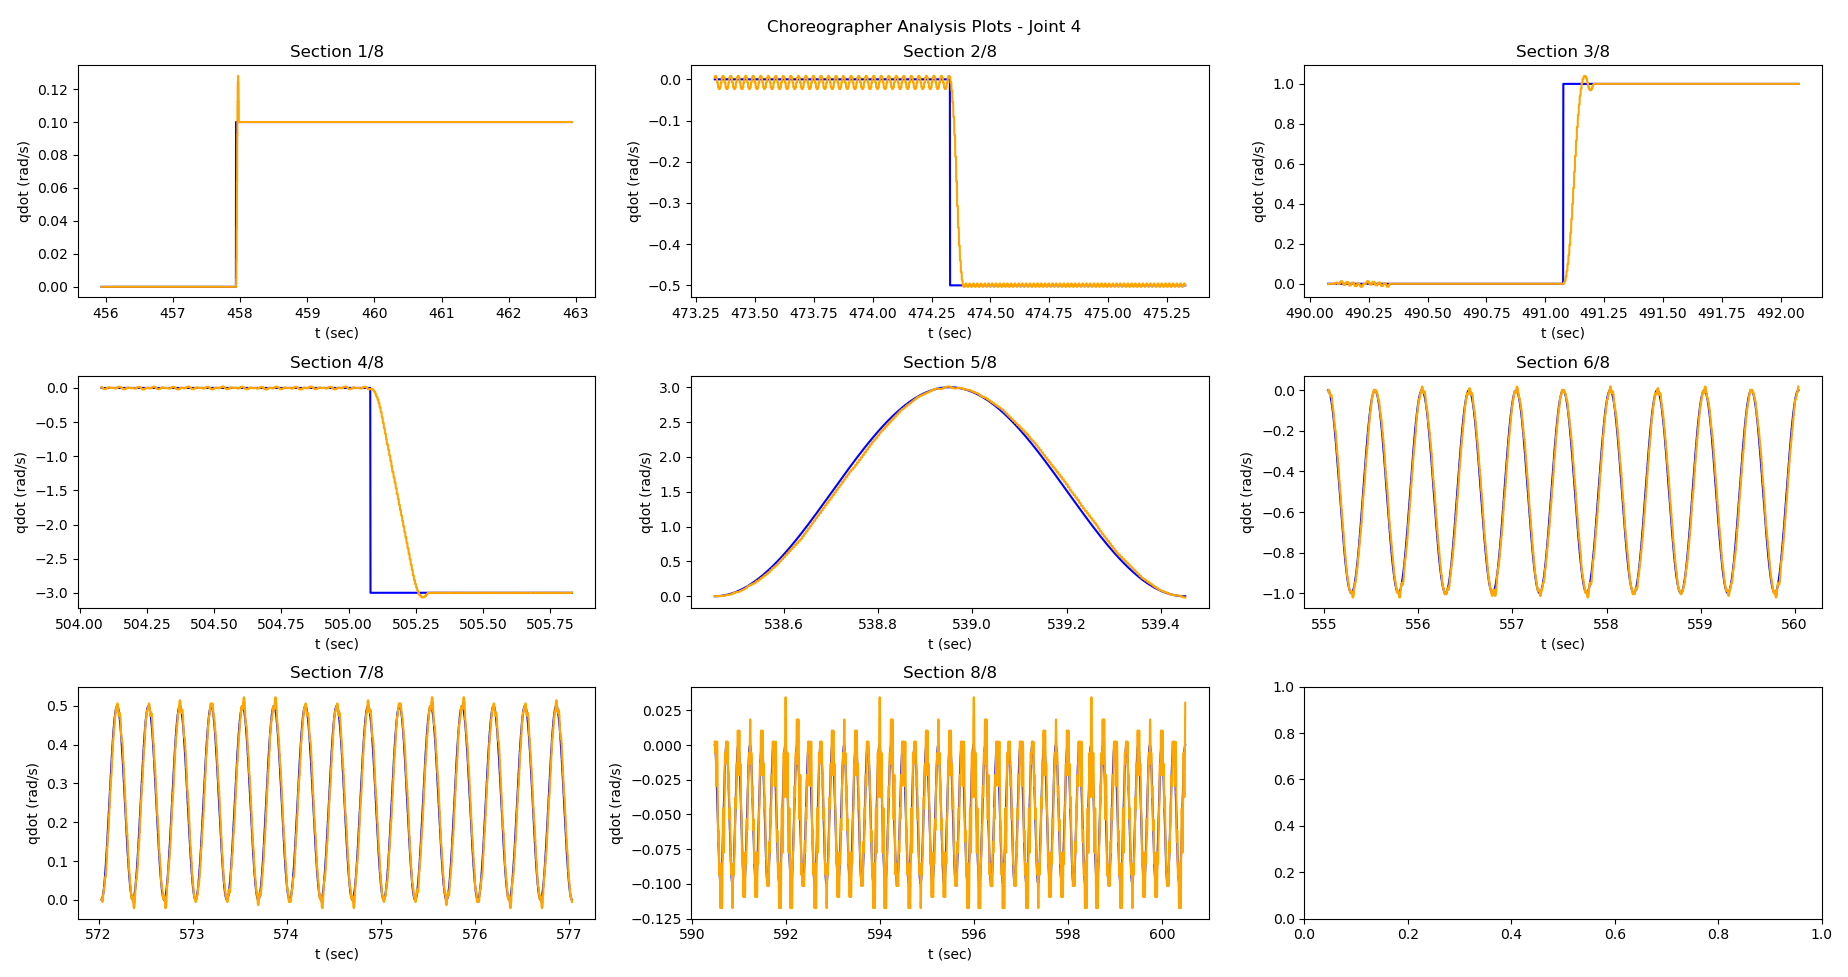 Choreographer Analysis Plots - Joint 4
Section 1/8
qdot (rad/s)
0.12
0.10
0.08
0.06
0.04
0.02
0.00
456 457 458 459 460 461 462 463
t (sec)
Section 2/8
qdot (rad/s)
0.0
−0.1
−0.2
−0.3
−0.4
−0.5
473.25 473.50 473.75 474.00 474.25 474.50 474.75 475.00 475.25
t (sec)
Section 3/8
qdot (rad/s)
1.0
0.8
0.6
0.4
0.2
0.0
490.00 490.25 490.50 490.75 491.00 491.25 491.50 491.75 492.00
t (sec)
Section 4/8
qdot (rad/s)
0.0
−0.5
−1.0
−1.5
−2.0
−2.5
−3.0
504.00 504.25 504.50 504.75 505.00 505.25 505.50 505.75
t (sec)
Section 5/8
qdot (rad/s)
3.0
2.5
2.0
1.5
1.0
0.5
0.0
538.6 538.8 539.0 539.2 539.4
t (sec)
Section 6/8
qdot (rad/s)
0.0
−0.2
−0.4
−0.6
−0.8
−1.0
555 556 557 558 559 560
t (sec)
Section 7/8
qdot (rad/s)
0.5
0.4
0.3
0.2
0.1
0.0
572 573 574 575 576 577
t (sec)
Section 8/8
qdot (rad/s)
0.025
0.000
−0.025
−0.050
−0.075
−0.100
−0.125
590 592 594 596 598 600
t (sec)
1.0
0.8
0.6
0.4
0.2
0.0
0.0 0.2 0.4 0.6 0.8 1.0